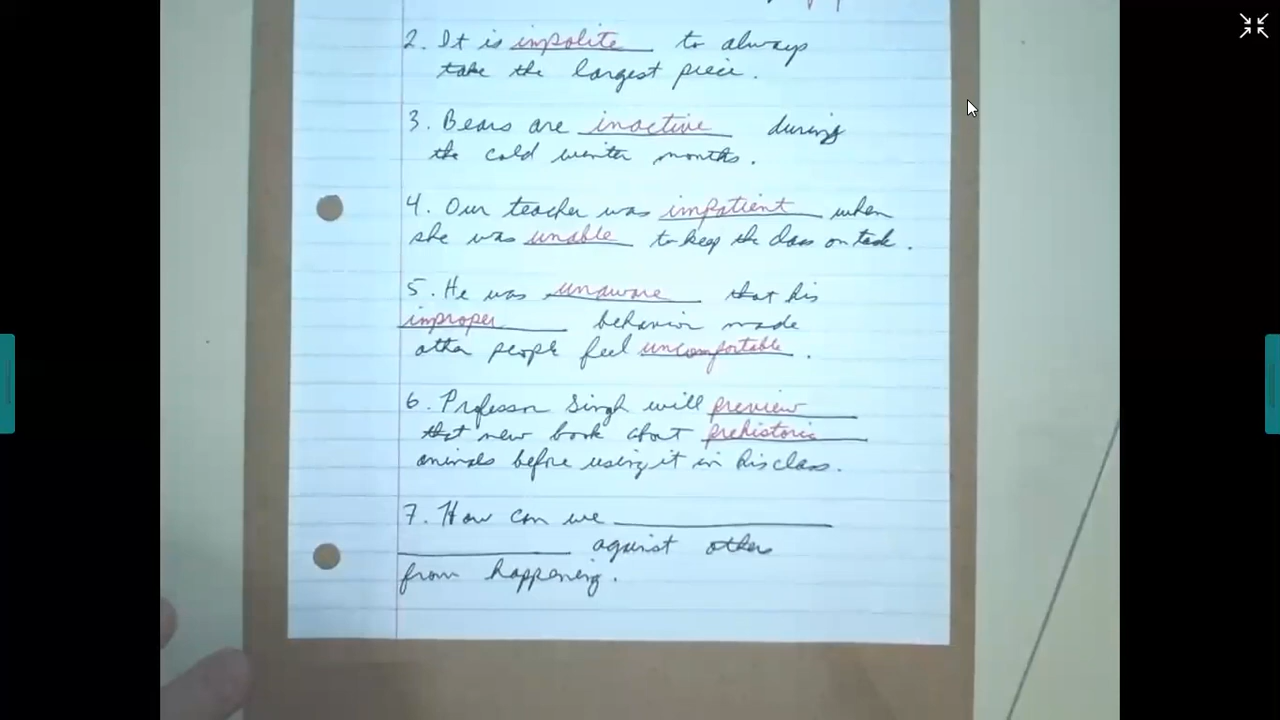 2. It is impolite to always
take the largest piece.
3. Bears are inactive during
the cold winter months.
4. Our teacher was impatient when
she was unable to keep the class on task.
5. He was unaware that his
improper behavior made
other people feel uncomfortable.
6. Professor Singh will preview
that new book about prehistoric
animals before using it in his class.
7. How can we
against others
from happening.